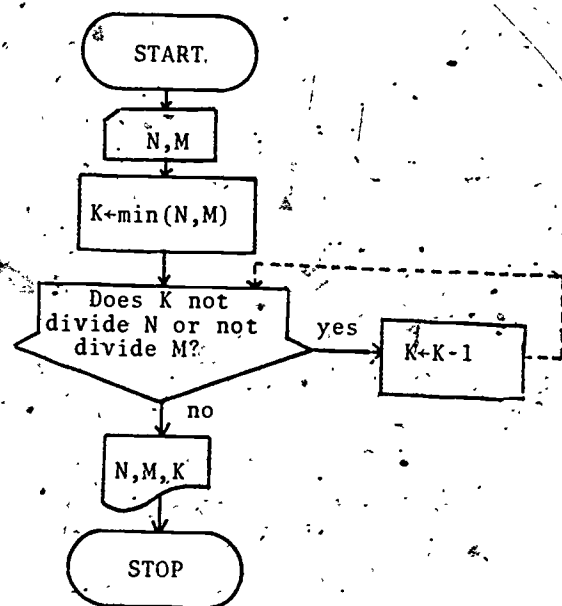 START.
N,M
K←min(N,M)
Does K not
divide N or not
divide M?
yes
K←K-1
no
N,M,K
STOP